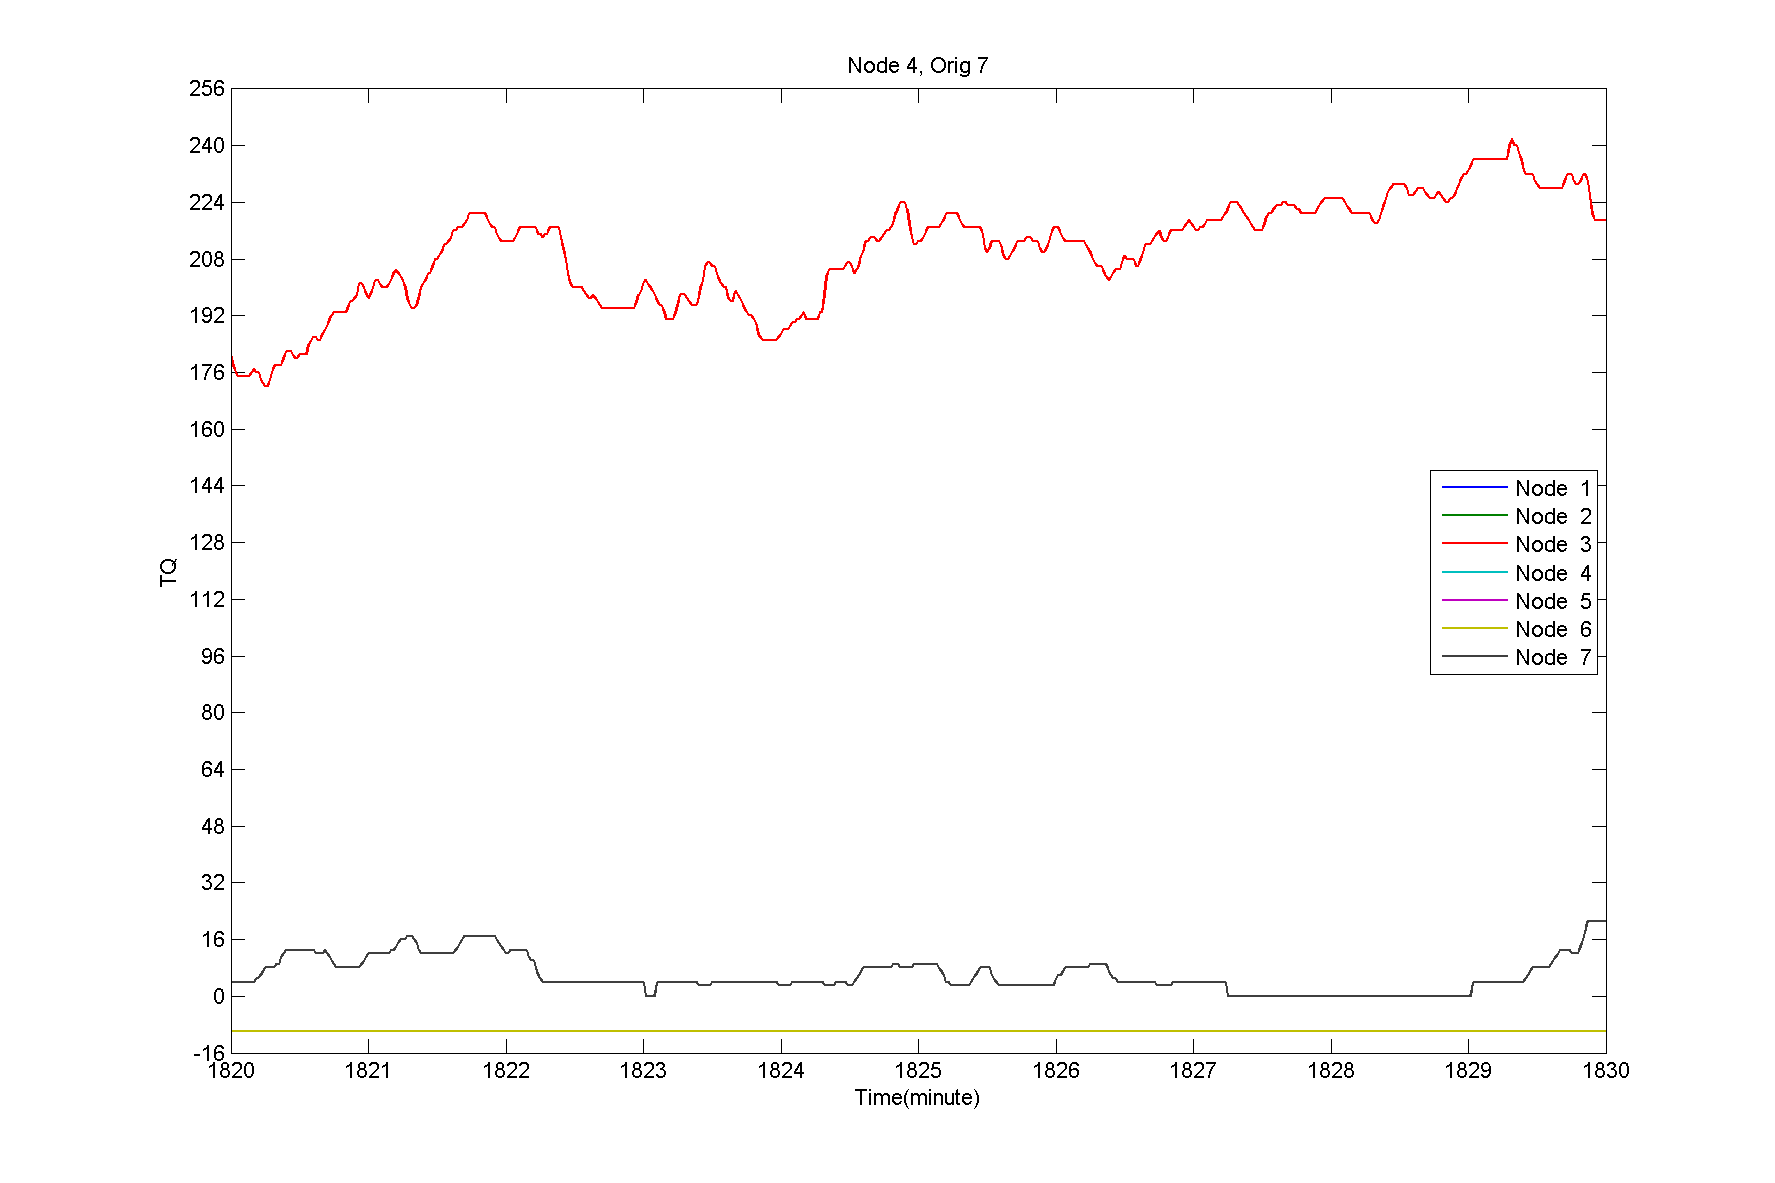 Node 4, Orig 7
256
240
224
208
192
176
160
144
128
112
96
80
64
48
32
16
0
-16
TQ
Node 1
Node 2
Node 3
Node 4
Node 5
Node 6
Node 7
1820 1821 1822 1823 1824 1825 1826 1827 1828 1829 1830
Time(minute)